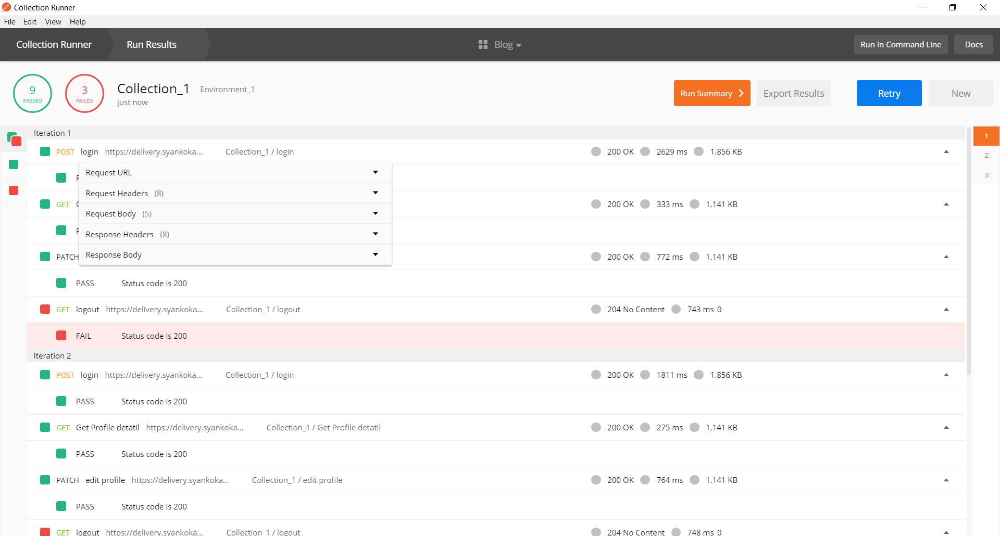 Collection Runner
File Edit View Help
Collection Runner Run Results Blog Run In Command Line Docs
9 PASSED
3 FAILED
Collection_1 Environment_1
just now
Run Summary Export Results Retry New
Iteration 1
1
2
3
POST login https://delivery.syankoka... Collection_1 / login 200 OK 2629 ms 1.856 KB
Request URL
Request Headers (8)
GET 200 OK 333 ms 1.141 KB
Request Body (5)
Response Headers (8)
PATCH 200 OK 772 ms 1.141 KB
Response Body
PASS Status code is 200
GET logout https://delivery.syankoka... Collection_1 / logout 204 No Content 743 ms 0
FAIL Status code is 200
Iteration 2
POST login https://delivery.syankoka... Collection_1 / login 200 OK 1811 ms 1.856 KB
PASS Status code is 200
GET Get Profile detatil https://delivery.syankoka... Collection_1 / Get Profile detatil 200 OK 275 ms 1.141 KB
PASS Status code is 200
PATCH edit profile https://delivery.syankoka... Collection_1 / edit profile 200 OK 764 ms 1.141 KB
PASS Status code is 200
GET logout https://delivery.syankoka... Collection_1 / logout 204 No Content 748 ms 0